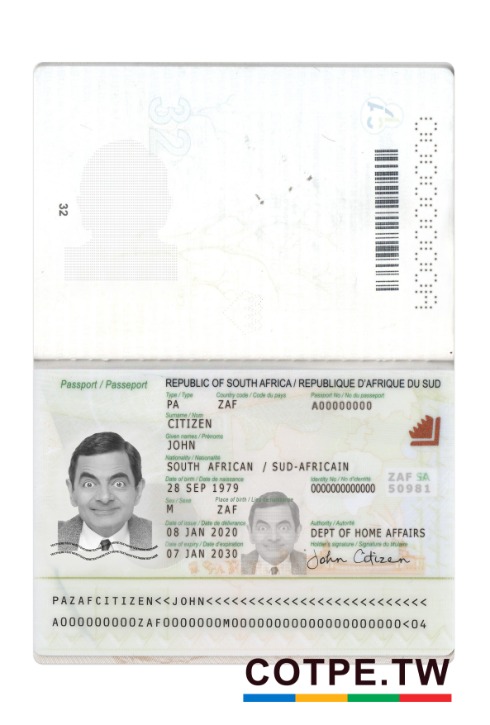 32
32
Passport / Passeport
REPUBLIC OF SOUTH AFRICA / REPUBLIQUE D'AFRIQUE DU SUD
Type / Type Country code / Code du pays Passport No / No du passeport
PA ZAF A00000000
Surname / Nom
CITIZEN
Given names / Prénoms
JOHN
Nationality / Nationalité
SOUTH AFRICAN / SUD-AFRICAIN
Date of birth / Date de naissance Identity No / No d'identité
28 SEP 1979 0000000000000
ZAF SA
50981
Sex / Sexe Place of birth /
M ZAF
Date of issue / Date de délivrance Authority / Autorité
08 JAN 2020 DEPT OF HOME AFFAIRS
Date of expiry / Date d'expiration Holder's signature / Signature du titulaire
07 JAN 2030 John Citizen
PAZAFCITIZEN<<JOHN<<<<<<<<<<<<<<<<<<<<<<<<<<
A000000000ZAF0000000M00000000000000000000<04
COTPE.TW